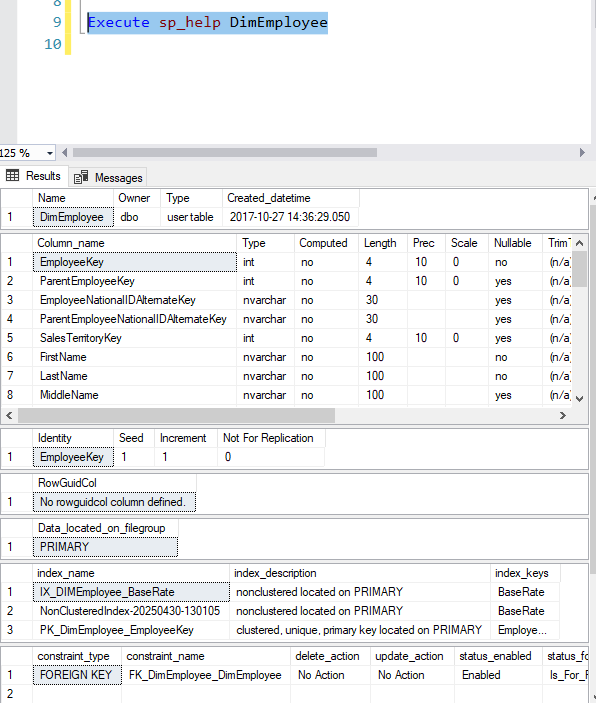 8
9 Execute sp_help DimEmployee
10
125 %
Results Messages
Name Owner Type Created_datetime
1 DimEmployee dbo user table 2017-10-27 14:36:29.050
Column_name Type Computed Length Prec Scale Nullable TrimT
1 EmployeeKey int no 4 10 0 no (n/a)
2 ParentEmployeeKey int no 4 10 0 yes (n/a)
3 EmployeeNationalIDAlternateKey nvarchar no 30 yes (n/a)
4 ParentEmployeeNationalIDAlternateKey nvarchar no 30 yes (n/a)
5 SalesTerritoryKey int no 4 10 0 yes (n/a)
6 FirstName nvarchar no 100 no (n/a)
7 LastName nvarchar no 100 no (n/a)
8 MiddleName nvarchar no 100 yes (n/a)
Identity Seed Increment Not For Replication
1 EmployeeKey 1 1 0
RowGuidCol
1 No rowguidcol column defined.
Data_located_on_filegroup
1 PRIMARY
index_name index_description index_keys
1 IX_DIMEmployee_BaseRate nonclustered located on PRIMARY BaseRate
2 NonClusteredIndex-20250430-130105 nonclustered located on PRIMARY BaseRate
3 PK_DimEmployee_EmployeeKey clustered, unique, primary key located on PRIMARY Employe...
constraint_type constraint_name delete_action update_action status_enabled status_fo
1 FOREIGN KEY FK_DimEmployee_DimEmployee No Action No Action Enabled Is_For_F
2